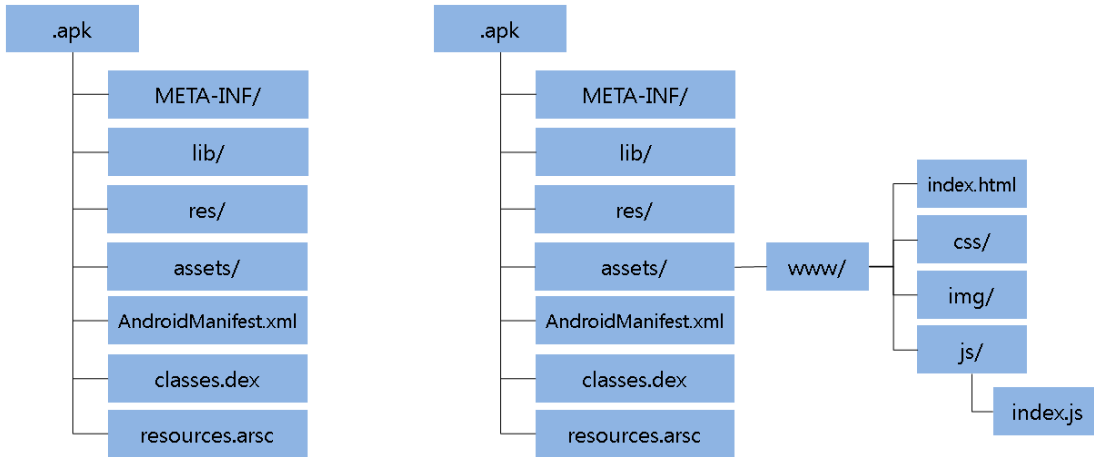 .apk
META-INF/
lib/
res/
assets/
AndroidManifest.xml
classes.dex
resources.arsc
.apk
META-INF/
lib/
res/
assets/
AndroidManifest.xml
classes.dex
resources.arsc
www/
index.html
css/
img/
js/
index.js